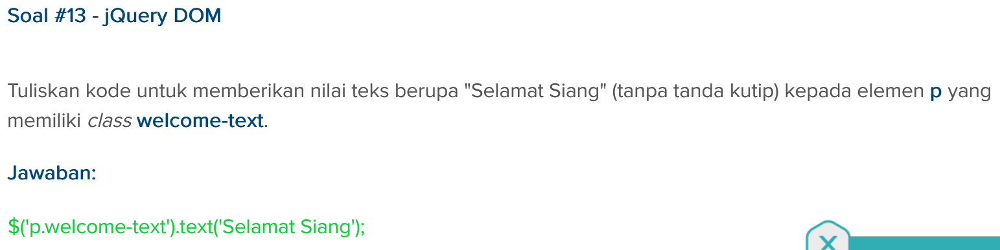 Soal #13 - jQuery DOM
Tuliskan kode untuk memberikan nilai teks berupa "Selamat Siang" (tanpa tanda kutip) kepada elemen p yang
memiliki class welcome-text.
Jawaban:
$('p.welcome-text').text('Selamat Siang');
X